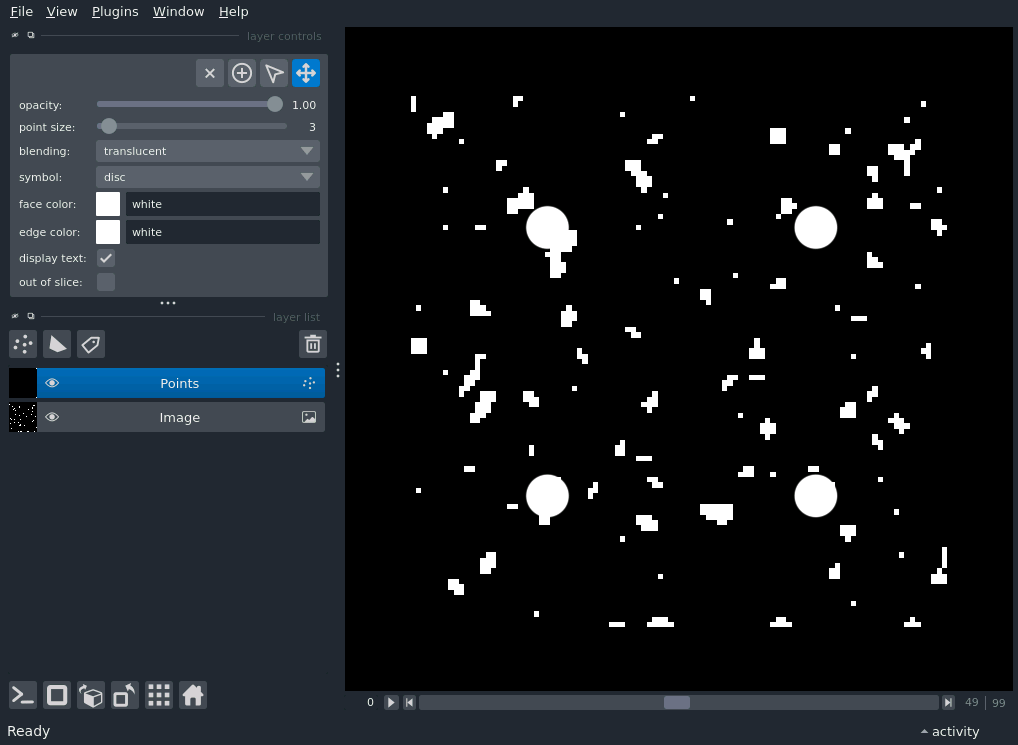 File View Plugins Window Help
layer controls
opacity: 1.00
point size: 3
blending: translucent
symbol: disc
face color: white
edge color: white
display text:
out of slice:
layer list
Points
Image
0 49 | 99
Ready activity